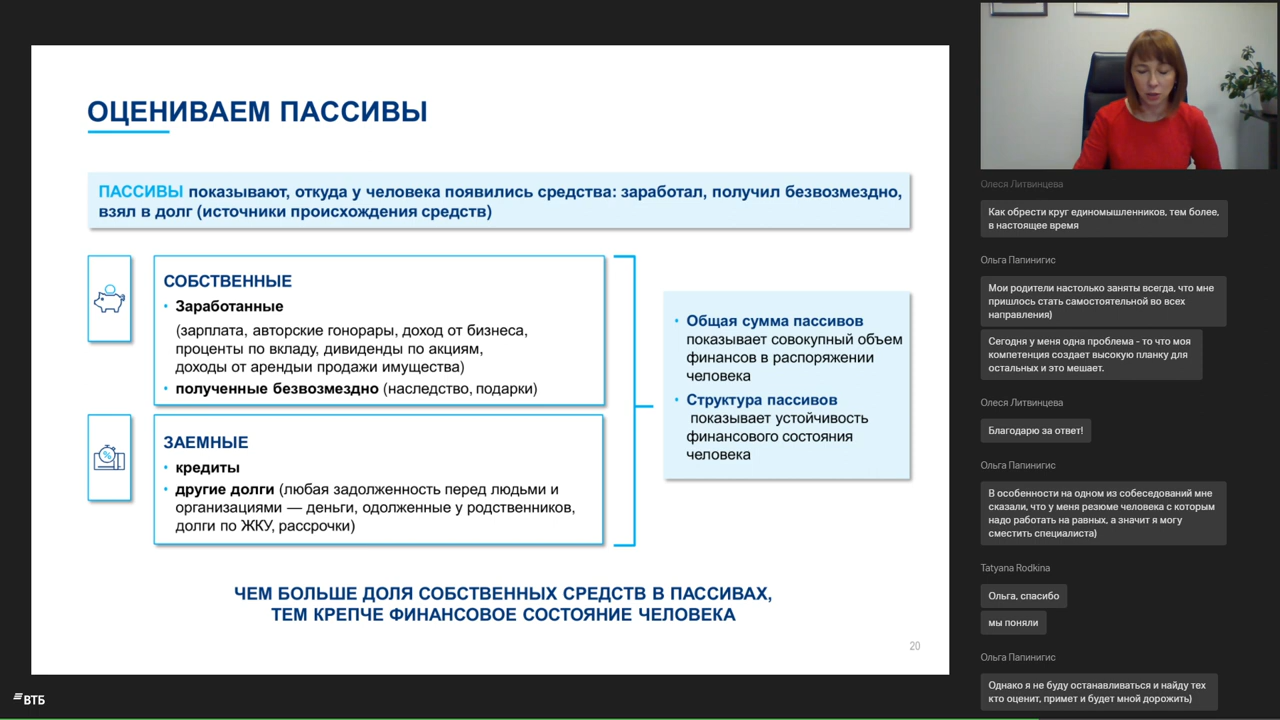 ОЦЕНИВАЕМ ПАССИВЫ
ПАССИВЫ показывают, откуда у человека появились средства: заработал, получил безвозмездно,
взял в долг (источники происхождения средств)
СОБСТВЕННЫЕ
• Заработанные
(зарплата, авторские гонорары, доход от бизнеса,
проценты по вкладу, дивиденды по акциям,
доходы от арендыи продажи имущества)
• полученные безвозмездно (наследство, подарки)
ЗАЕМНЫЕ
• кредиты
• другие долги (любая задолженность перед людьми и
организациями — деньги, одолженные у родственников,
долги по ЖКУ, рассрочки)
• Общая сумма пассивов
показывает совокупный объем
финансов в распоряжении
человека
• Структура пассивов
показывает устойчивость
финансового состояния
человека
ЧЕМ БОЛЬШЕ ДОЛЯ СОБСТВЕННЫХ СРЕДСТВ В ПАССИВАХ,
ТЕМ КРЕПЧЕ ФИНАНСОВОЕ СОСТОЯНИЕ ЧЕЛОВЕКА
20
ВТБ
Олеся Литвинцева
Как обрести круг единомышленников, тем более,
в настоящее время
Ольга Папинигис
Мои родители настолько заняты всегда, что мне
пришлось стать самостоятельной во всех
направления)
Сегодня у меня одна проблема - то что моя
компетенция создает высокую планку для
остальных и это мешает.
Олеся Литвинцева
Благодарю за ответ!
Ольга Папинигис
В особенности на одном из собеседований мне
сказали, что у меня резюме человека с которым
надо работать на равных, а значит я могу
сместить специалиста)
Tatyana Rodkina
Ольга, спасибо
мы поняли
Ольга Папинигис
Однако я не буду останавливаться и найду тех
кто оценит, примет и будет мной дорожить)